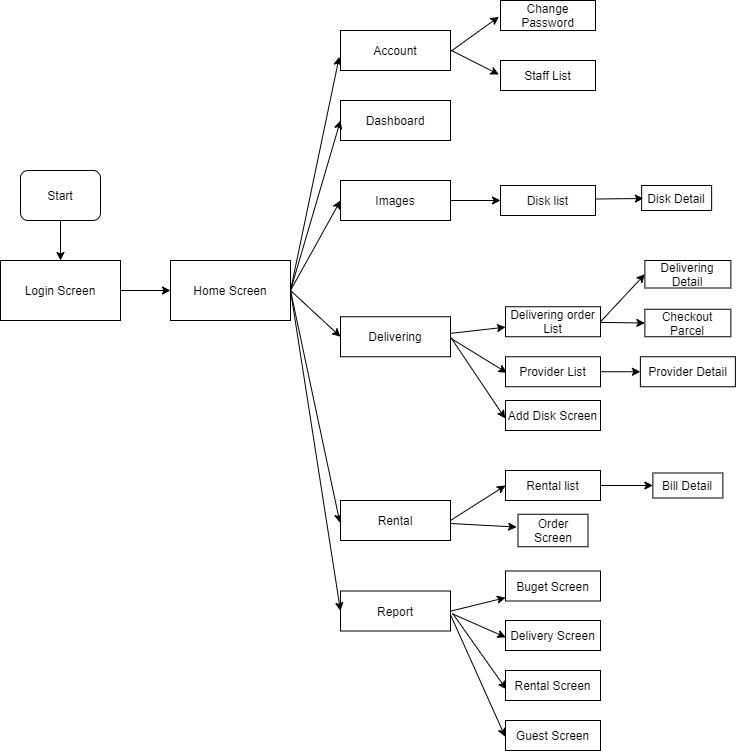 Change
Password
Account
Staff List
Dashboard
Start
Images
Disk list
Disk Detail
Login Screen
Home Screen
Delivering
Delivering order
List
Delivering
Detail
Checkout
Parcel
Provider List
Provider Detail
Add Disk Screen
Rental
Rental list
Bill Detail
Order
Screen
Report
Buget Screen
Delivery Screen
Rental Screen
Guest Screen